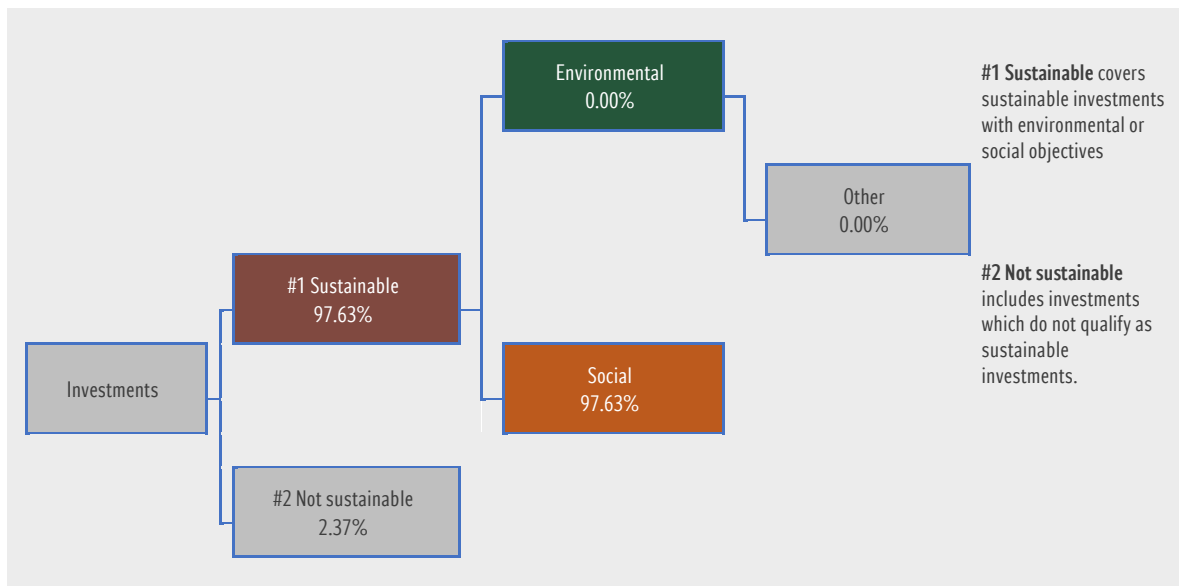 Environmental
0.00%
Other
0.00%
#1 Sustainable
97.63%
Social
97.63%
Investments
#2 Not sustainable
2.37%
#1 Sustainable covers
sustainable investments
with environmental or
social objectives
#2 Not sustainable
includes investments
which do not qualify as
sustainable
investments.